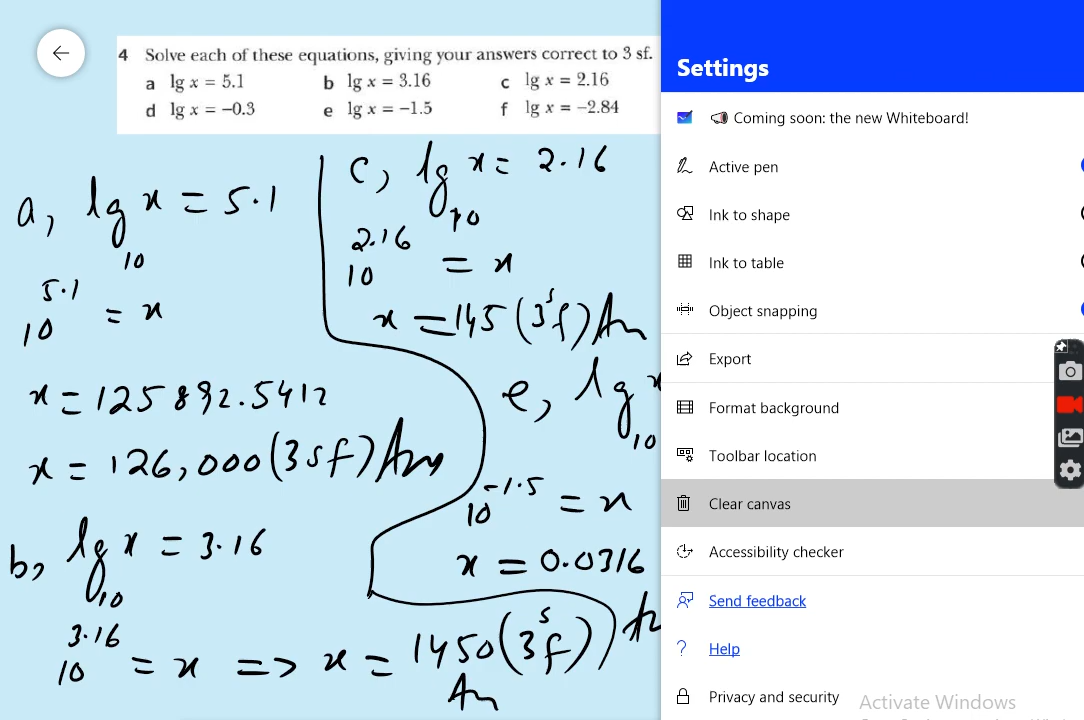 4 Solve each of these equations, giving your answers correct to 3 sf.
a lg x = 5.1 b lg x = 3.16 c lg x = 2.16
d lg x = −0.3 e lg x = −1.5 f lg x = −2.84
a, lg₁₀ x = 5.1
10^5.1 = x
x = 125892.5412
x = 126,000 (3sf) Ans
b, lg₁₀ x = 3.16
10^3.16 = x => x = 1450 (3sf)
An
c, lg₁₀ x = 2.16
10^2.16 = x
x = 145 (3sf) An
e, lg₁₀ x
10^-1.5 = x
x = 0.0316
Settings
Coming soon: the new Whiteboard!
Active pen
Ink to shape
Ink to table
Object snapping
Export
Format background
Toolbar location
Clear canvas
Accessibility checker
Send feedback
Help
Privacy and security
Activate Windows